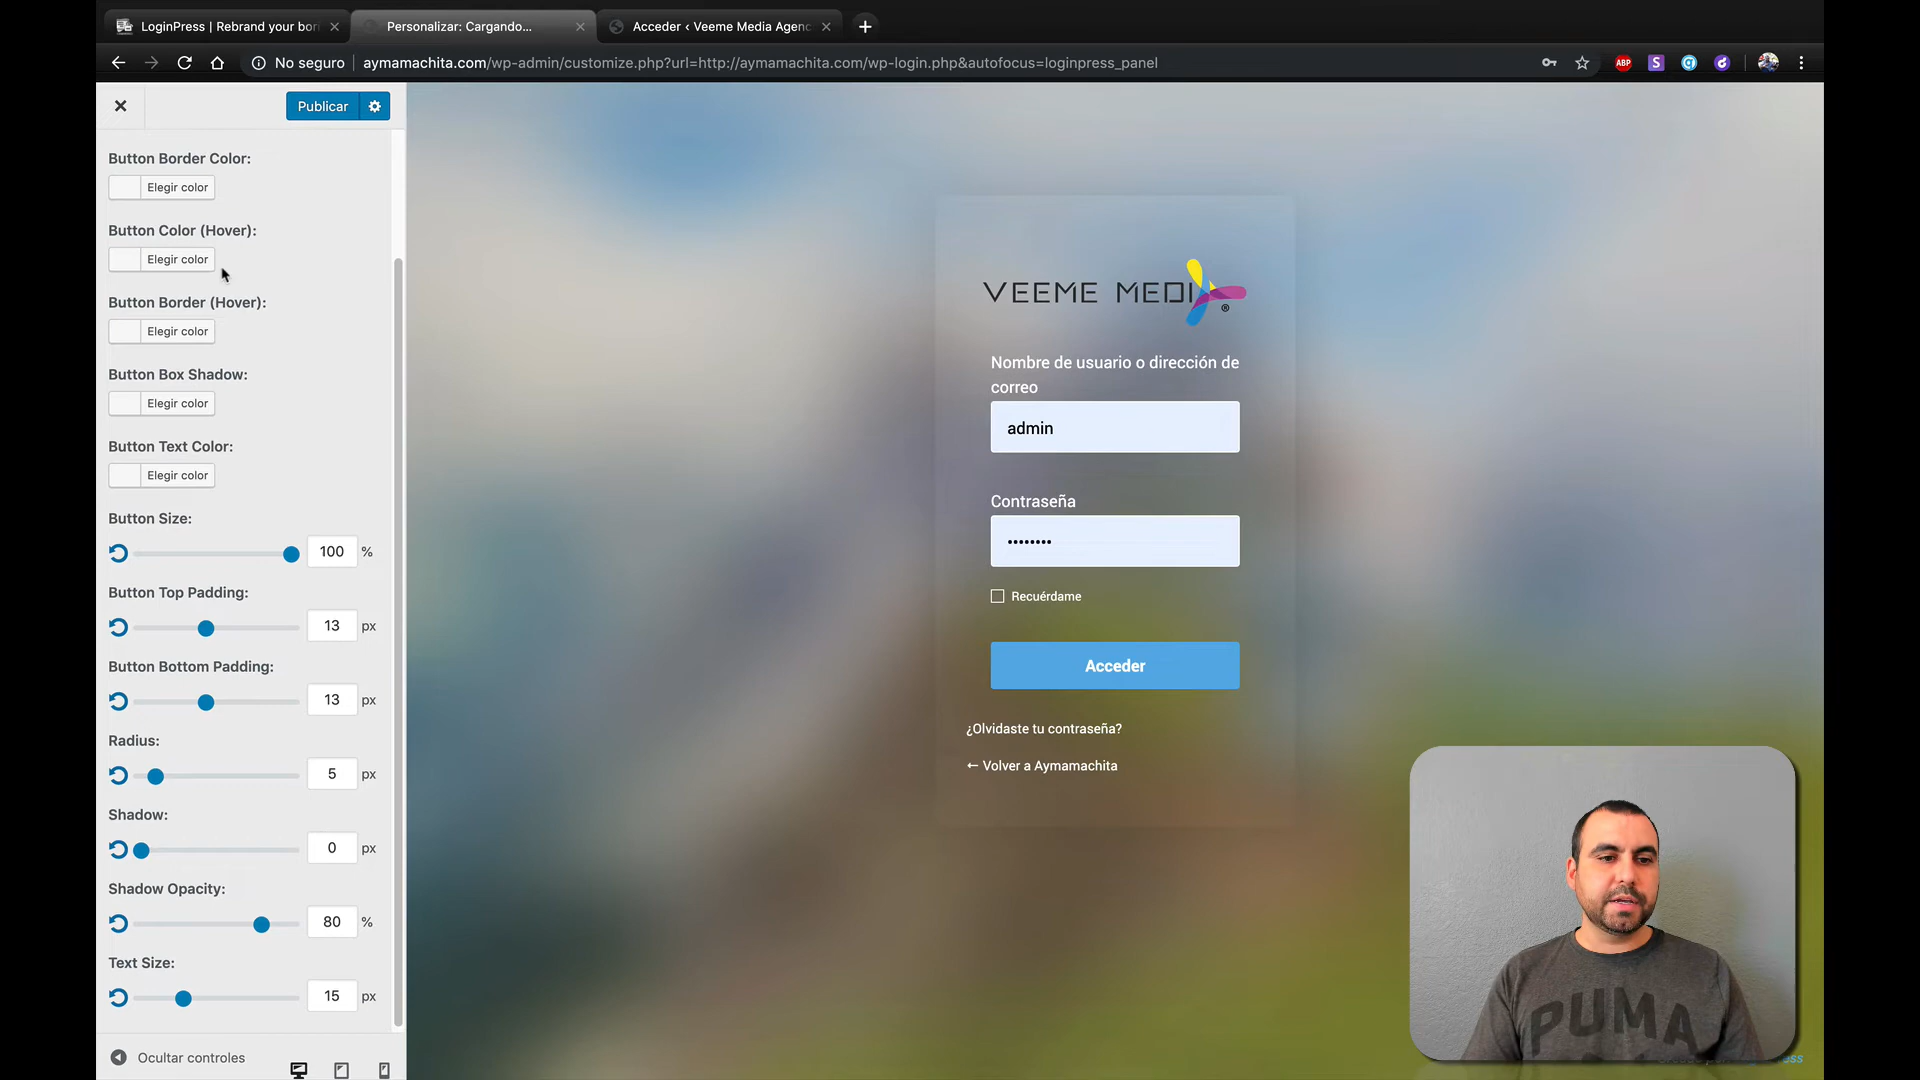 LoginPress | Rebrand your bori
Personalizar: Cargando...
Acceder ‹ Veeme Media Agenc
No seguro
aymamachita.com/wp-admin/customize.php?url=http://aymamachita.com/wp-login.php&autofocus=loginpress_panel
ABP
S
Publicar
Button Border Color:
Elegir color
Button Color (Hover):
Elegir color
Button Border (Hover):
Elegir color
Button Box Shadow:
Elegir color
Button Text Color:
Elegir color
Button Size:
100 %
Button Top Padding:
13 px
Button Bottom Padding:
13 px
Radius:
5 px
Shadow:
0 px
Shadow Opacity:
80 %
Text Size:
15 px
Ocultar controles
VEEME MEDI
®
Nombre de usuario o dirección de
correo
admin
Contraseña
••••••••
Recuérdame
Acceder
¿Olvidaste tu contraseña?
← Volver a Aymamachita
PUMA